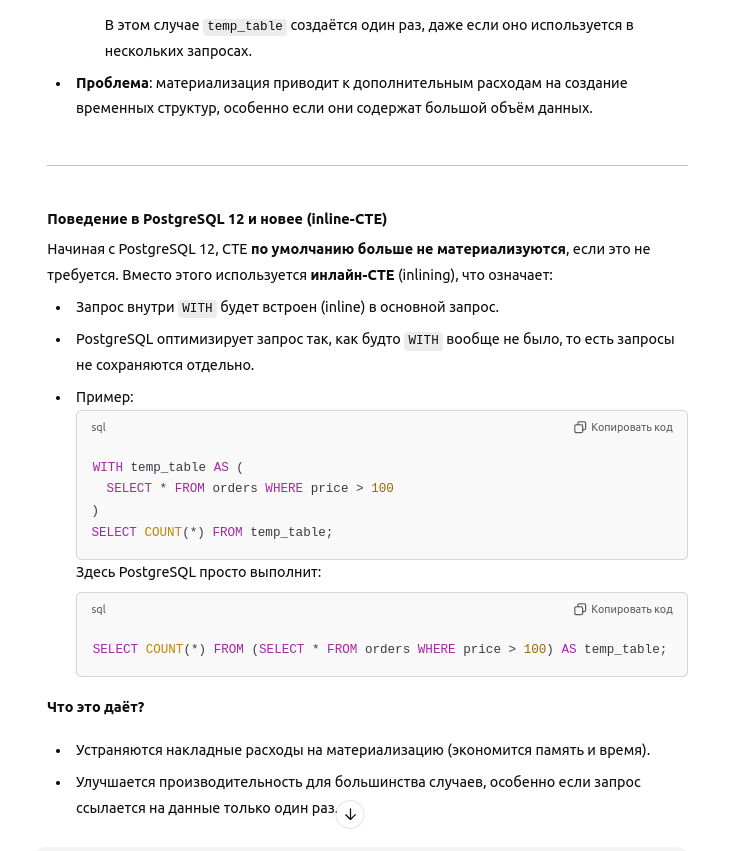 В этом случае temp_table создаётся один раз, даже если оно используется в
нескольких запросах.
• Проблема: материализация приводит к дополнительным расходам на создание
временных структур, особенно если они содержат большой объём данных.
Поведение в PostgreSQL 12 и новее (inline-CTE)
Начиная с PostgreSQL 12, CTE по умолчанию больше не материализуются, если это не
требуется. Вместо этого используется инлайн-CTE (inlining), что означает:
• Запрос внутри WITH будет встроен (inline) в основной запрос.
• PostgreSQL оптимизирует запрос так, как будто WITH вообще не было, то есть запросы
не сохраняются отдельно.
• Пример:
sql Копировать код
WITH temp_table AS (
  SELECT * FROM orders WHERE price > 100
)
SELECT COUNT(*) FROM temp_table;
Здесь PostgreSQL просто выполнит:
sql Копировать код
SELECT COUNT(*) FROM (SELECT * FROM orders WHERE price > 100) AS temp_table;
Что это даёт?
• Устраняются накладные расходы на материализацию (экономится память и время).
• Улучшается производительность для большинства случаев, особенно если запрос
ссылается на данные только один раз.